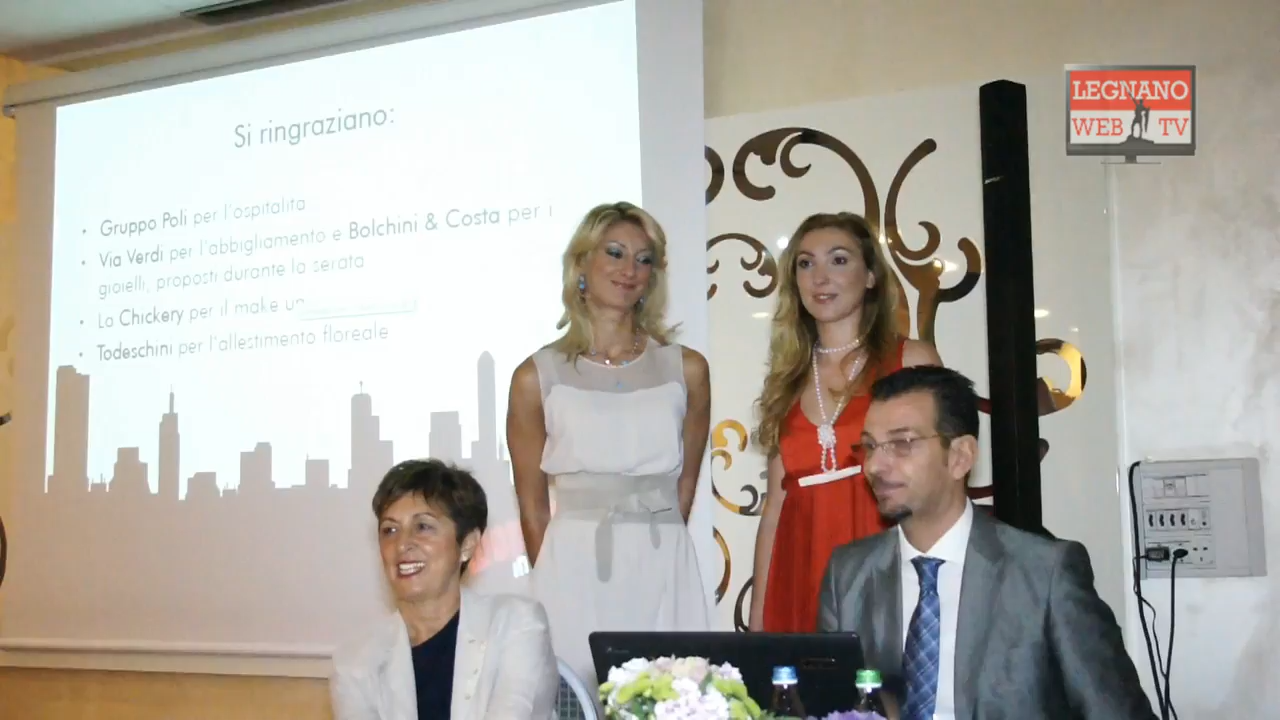 Si ringraziano:
• Gruppo Poli per l'ospitalita
• Via Verdi per l'abbigliamento e Bolchini & Costa per i
gioielli, proposti durante la serata
• La Chickery per il make up
• Todeschini per l'allestimento floreale
LEGNANO
WEB TV